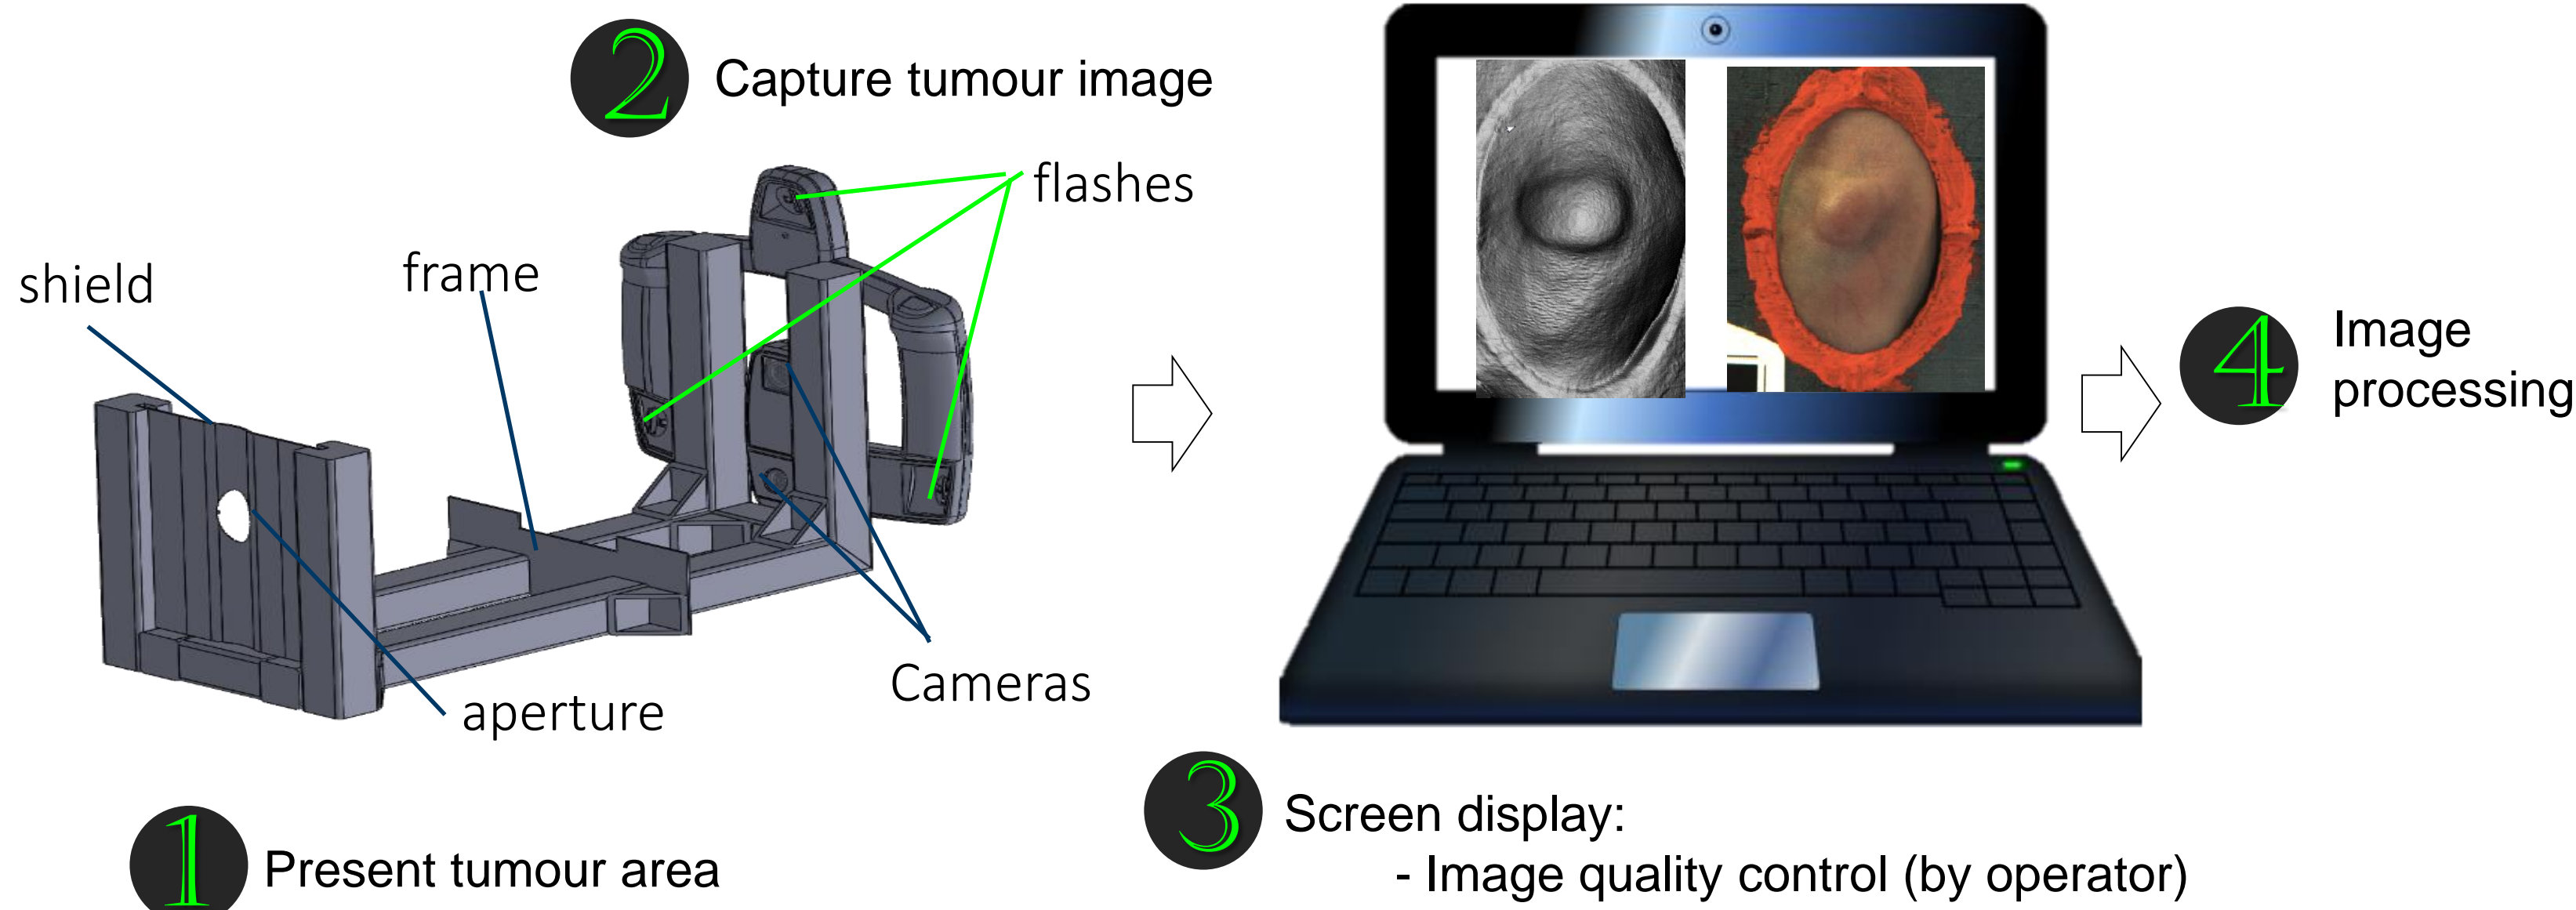 2 Capture tumour image
flashes
shield
frame
Cameras
aperture
1 Present tumour area
3 Screen display:
- Image quality control (by operator)
4 Image
processing